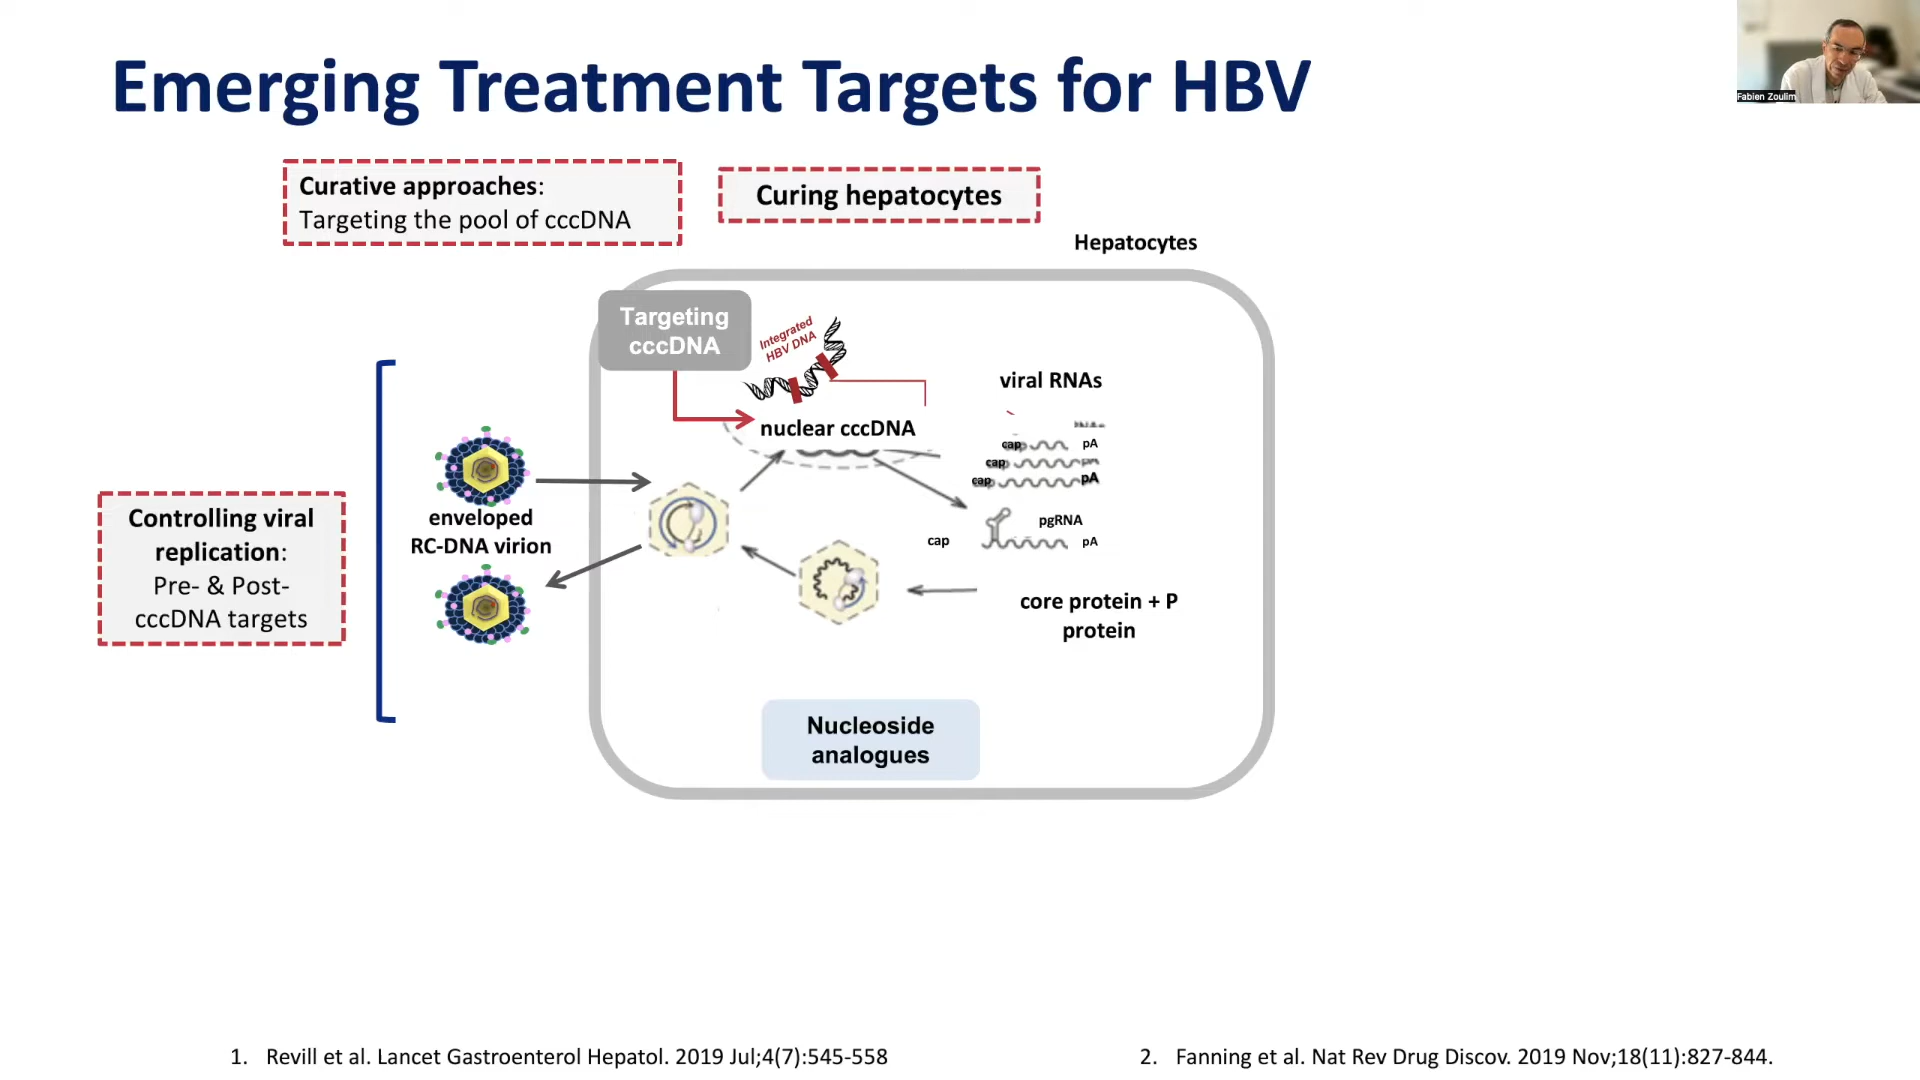 Emerging Treatment Targets for HBV
Fabien Zoulim
Curative approaches:
Targeting the pool of cccDNA
Curing hepatocytes
Hepatocytes
Targeting
cccDNA
Integrated
HBV DNA
nuclear cccDNA
viral RNAs
cap pA
cap pA
cap pA
pgRNA
cap pA
enveloped
RC-DNA virion
Controlling viral
replication:
Pre- & Post-
cccDNA targets
core protein + P
protein
Nucleoside
analogues
1. Revill et al. Lancet Gastroenterol Hepatol. 2019 Jul;4(7):545-558
2. Fanning et al. Nat Rev Drug Discov. 2019 Nov;18(11):827-844.